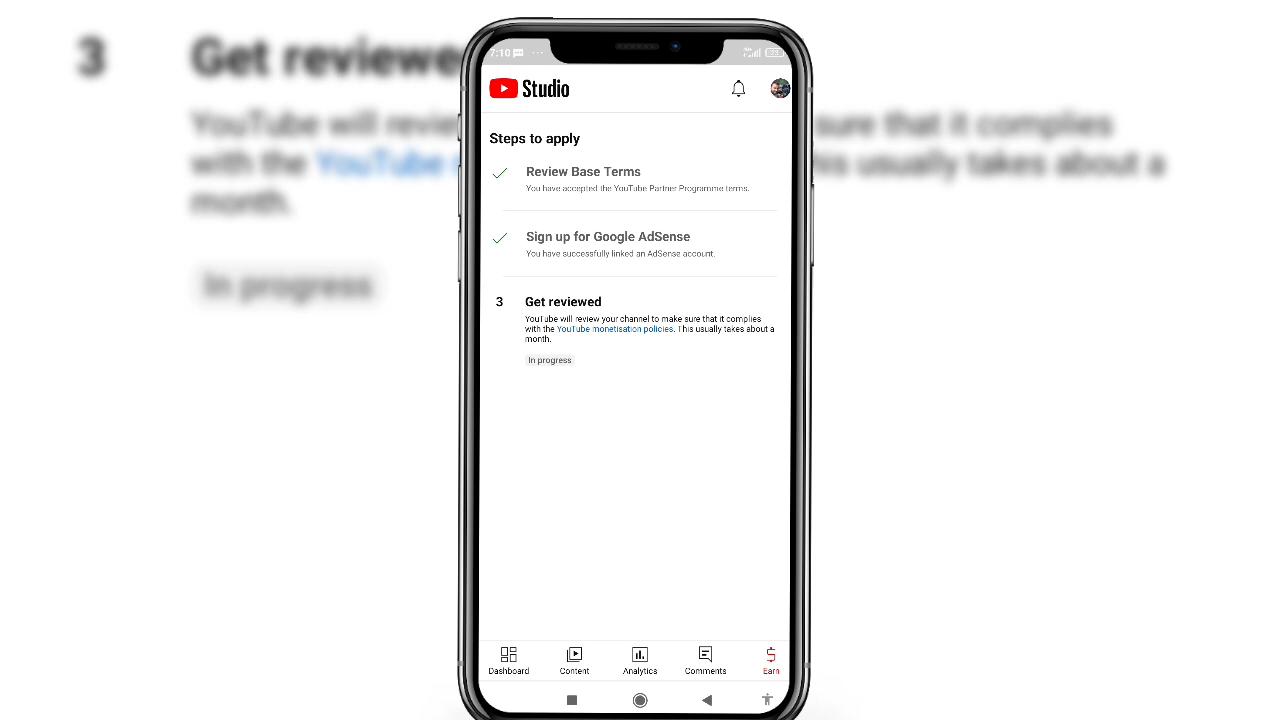 3
Get reviewe
YouTube will revie
sure that it complies
with the YouTube
his usually takes about a
month.
In progress
7:10
Studio
Steps to apply
Review Base Terms
You have accepted the YouTube Partner Programme terms.
Sign up for Google AdSense
You have successfully linked an AdSense account.
3
Get reviewed
YouTube will review your channel to make sure that it complies
with the YouTube monetisation policies. This usually takes about a
month.
In progress
Dashboard
Content
Analytics
Comments
Earn